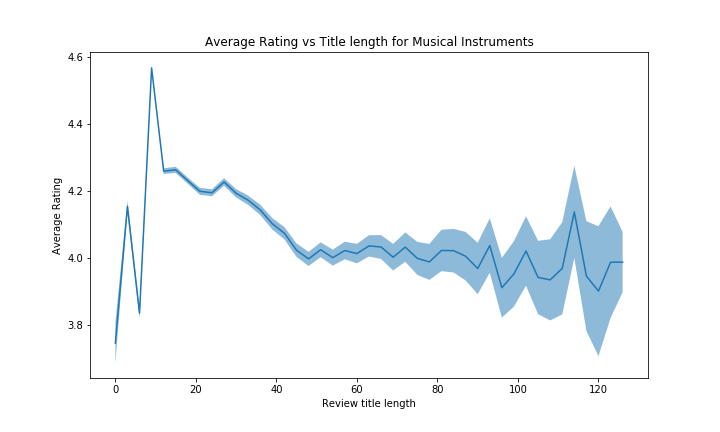 Average Rating vs Title length for Musical Instruments
4.6
4.4
4.2
4.0
3.8
Average Rating
0 20 40 60 80 100 120
Review title length